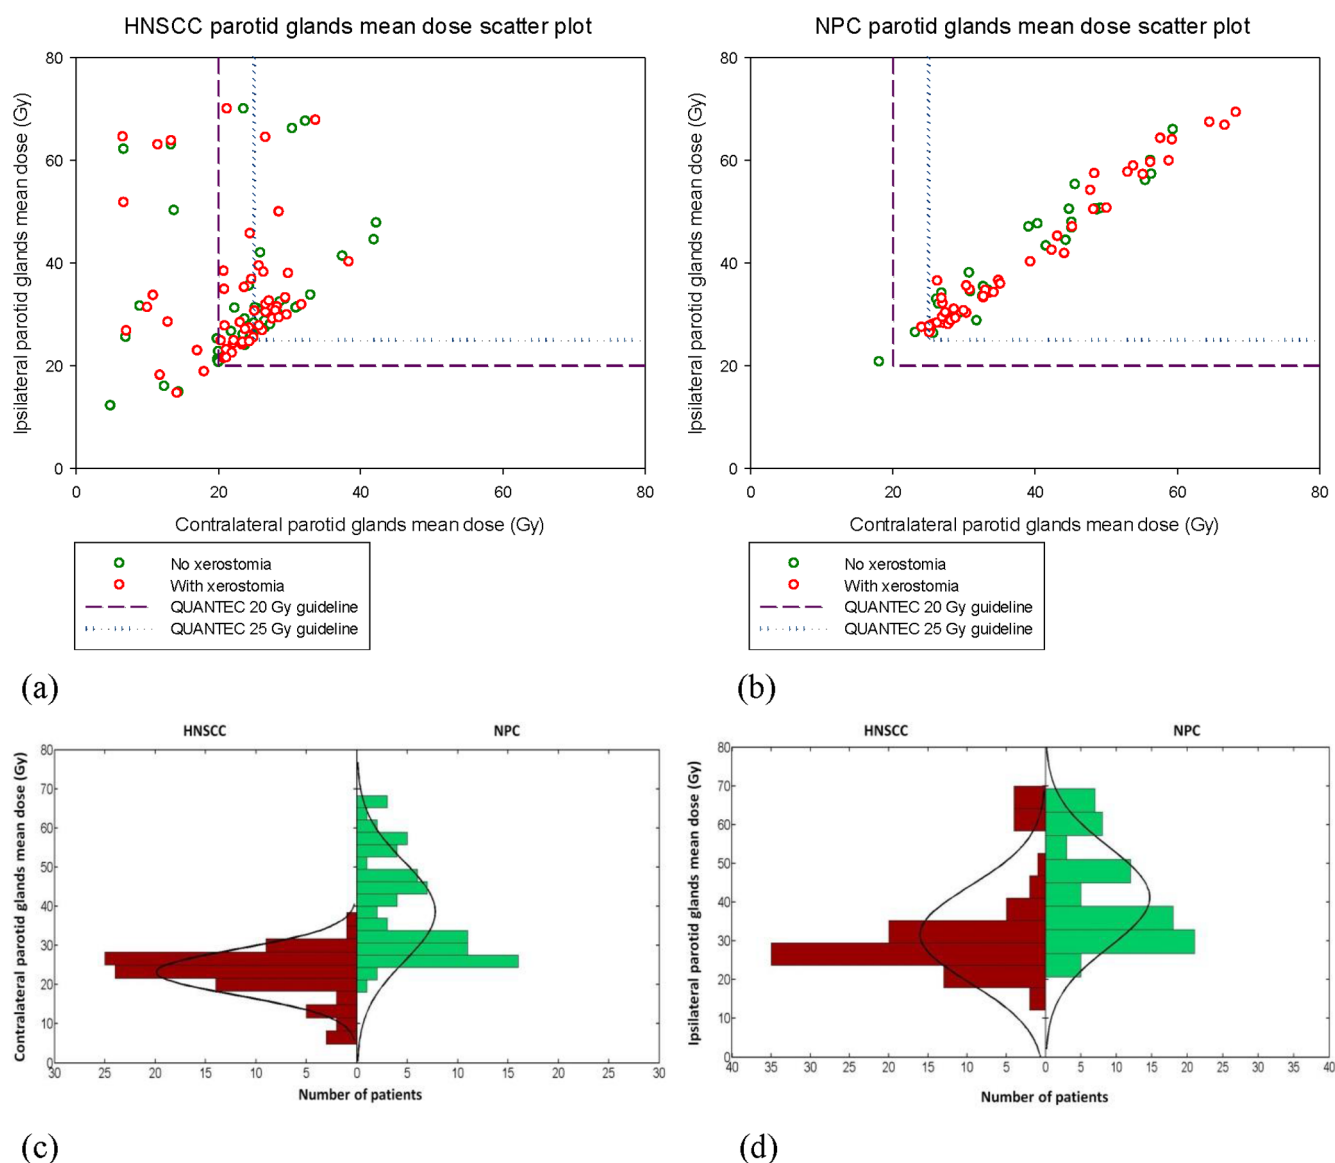 HNSCC parotid glands mean dose scatter plot
Ipsilateral parotid glands mean dose (Gy)
80
60
40
20
0
0 20 40 60 80
Contralateral parotid glands mean dose (Gy)
No xerostomia
With xerostomia
QUANTEC 20 Gy guideline
QUANTEC 25 Gy guideline
(a)
NPC parotid glands mean dose scatter plot
Ipsilateral parotid glands mean dose (Gy)
80
60
40
20
0
0 20 40 60 80
Contralateral parotid glands mean dose (Gy)
No xerostomia
With xerostomia
QUANTEC 20 Gy guideline
QUANTEC 25 Gy guideline
(b)
HNSCC NPC
Contralateral parotid glands mean dose (Gy)
80
70
60
50
40
30
20
10
0
30 25 20 15 10 5 0 5 10 15 20 25 30
Number of patients
(c)
HNSCC NPC
Ipsilateral parotid glands mean dose (Gy)
80
70
60
50
40
30
20
10
0
40 35 30 25 20 15 10 5 0 5 10 15 20 25 30 35 40
Number of patients
(d)